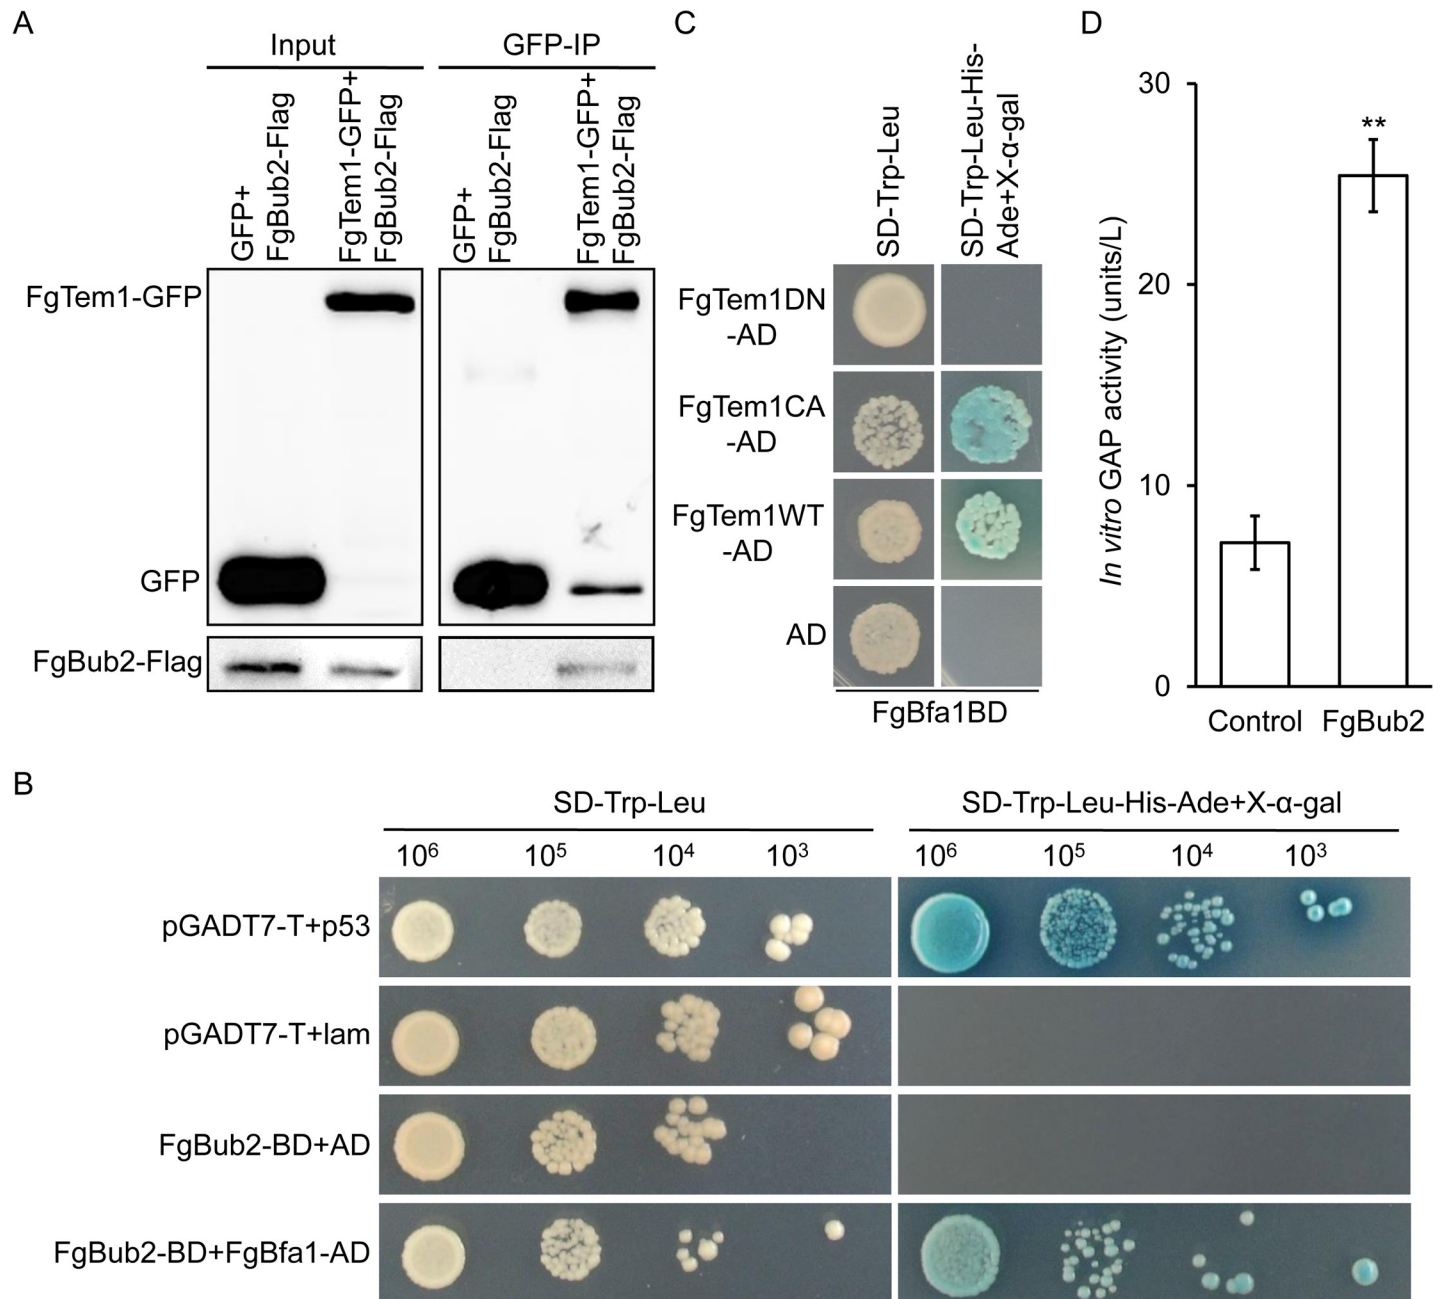 A
Input
GFP-IP
GFP+
FgBub2-Flag
FgTem1-GFP+
FgBub2-Flag
GFP+
FgBub2-Flag
FgTem1-GFP+
FgBub2-Flag
FgTem1-GFP
GFP
FgBub2-Flag
C
SD-Trp-Leu
SD-Trp-Leu-His-
Ade+X-α-gal
FgTem1DN
-AD
FgTem1CA
-AD
FgTem1WT
-AD
AD
FgBfa1BD
D
In vitro GAP activity (units/L)
30
20
10
0
**
Control FgBub2
B
SD-Trp-Leu
SD-Trp-Leu-His-Ade+X-α-gal
10⁶ 10⁵ 10⁴ 10³ 10⁶ 10⁵ 10⁴ 10³
pGADT7-T+p53
pGADT7-T+lam
FgBub2-BD+AD
FgBub2-BD+FgBfa1-AD